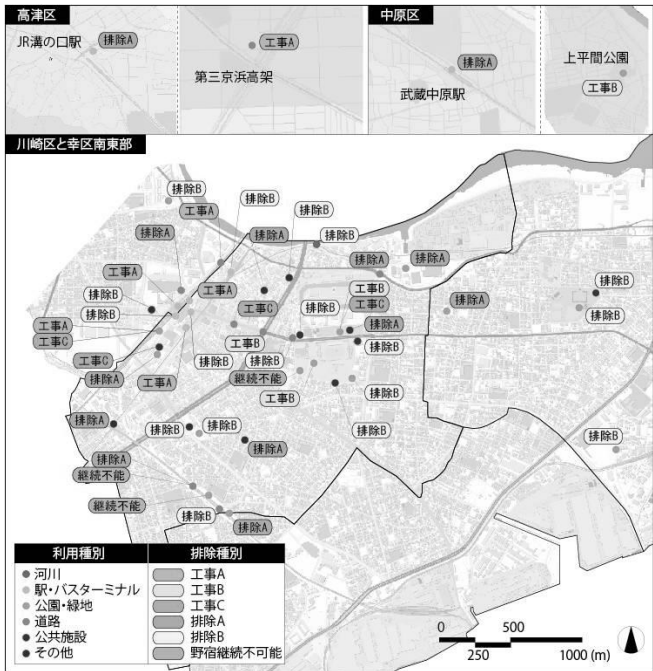 高津区
JR溝の口駅
排除A
工事A
第三京浜高架
中原区
排除A
武蔵中原駅
上平間公園
工事B
川崎区と幸区南東部
排除B
工事A
排除B
排除B
排除A
排除A
排除B
工事A
工事A
排除A
排除A
工事B
排除B
排除B
工事C
排除B
工事C
排除A
排除B
工事A
工事B
排除A
工事C
排除B
排除B
排除B
工事C
継続不能
排除A
工事A
工事B
排除B
排除A
排除B
排除B
排除B
排除B
排除A
排除A
継続不能
継続不能
排除B
排除A
利用種別
河川
駅・バスターミナル
公園・緑地
道路
公共施設
その他
排除種別
工事A
工事B
工事C
排除A
排除B
野宿継続不可能
0 500
250 1000 (m)